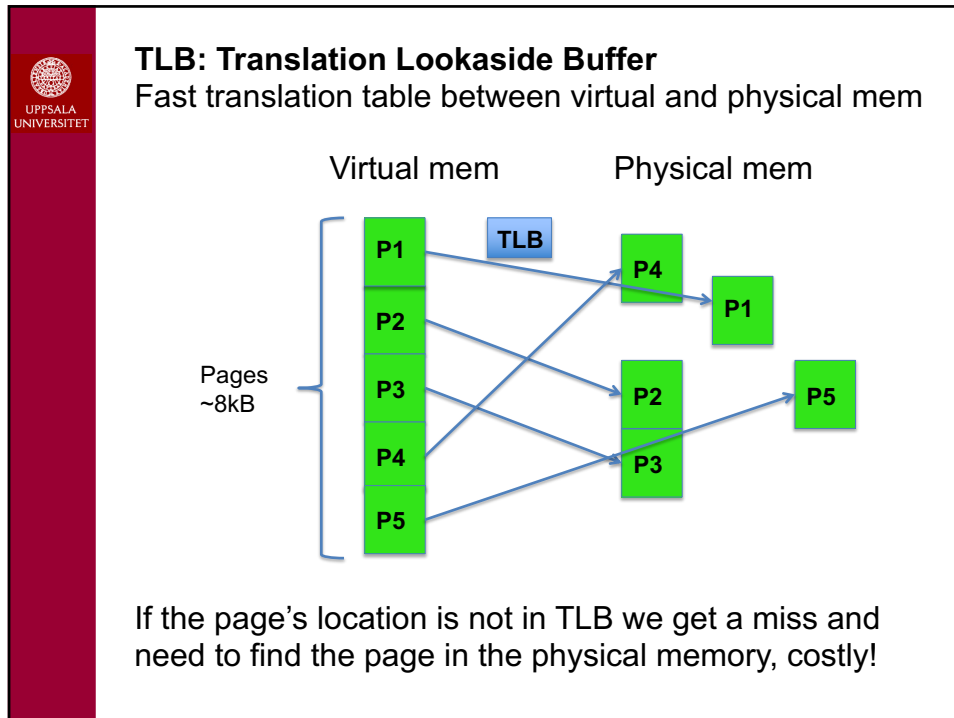 UPPSALA
UNIVERSITET
TLB: Translation Lookaside Buffer
Fast translation table between virtual and physical mem
Virtual mem
Physical mem
TLB
P1
P2
P3
P4
P5
Pages
~8kB
P4
P1
P2
P5
P3
If the page’s location is not in TLB we get a miss and
need to find the page in the physical memory, costly!